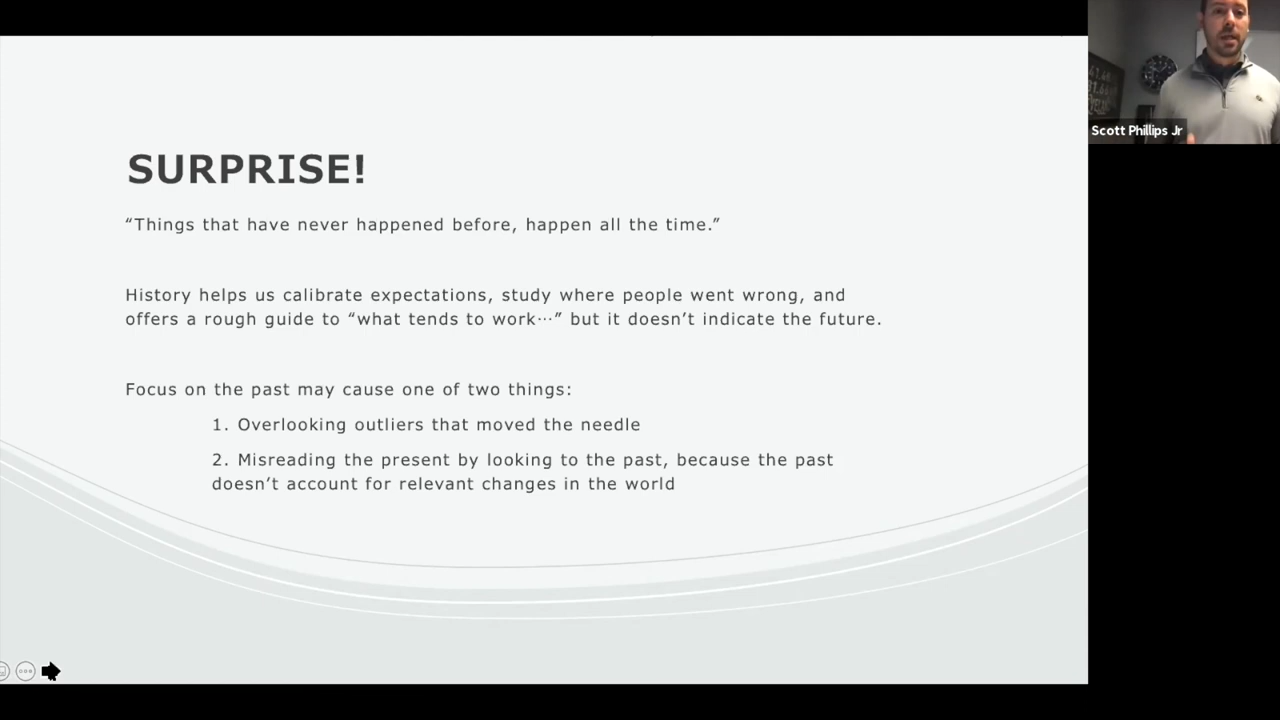 SURPRISE!
“Things that have never happened before, happen all the time.”
History helps us calibrate expectations, study where people went wrong, and
offers a rough guide to “what tends to work…” but it doesn’t indicate the future.
Focus on the past may cause one of two things:
1. Overlooking outliers that moved the needle
2. Misreading the present by looking to the past, because the past
doesn’t account for relevant changes in the world
Scott Phillips Jr